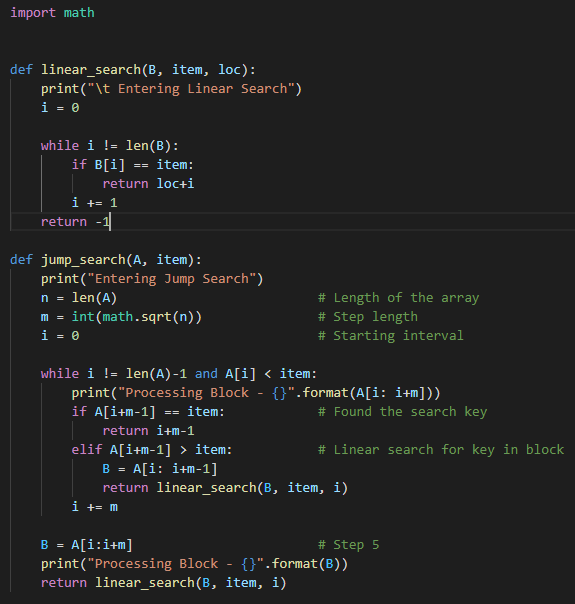 import math
def linear_search(B, item, loc):
    print("\t Entering Linear Search")
    i = 0
    while i != len(B):
        if B[i] == item:
            return loc+i
        i += 1
    return -1
def jump_search(A, item):
    print("Entering Jump Search")
    n = len(A)                          # Length of the array
    m = int(math.sqrt(n))               # Step length
    i = 0                               # Starting interval
    while i != len(A)-1 and A[i] < item:
        print("Processing Block - {}".format(A[i: i+m]))
        if A[i+m-1] == item:            # Found the search key
            return i+m-1
        elif A[i+m-1] > item:           # Linear search for key in block
            B = A[i: i+m-1]
            return linear_search(B, item, i)
        i += m
    B = A[i:i+m]                        # Step 5
    print("Processing Block - {}".format(B))
    return linear_search(B, item, i)